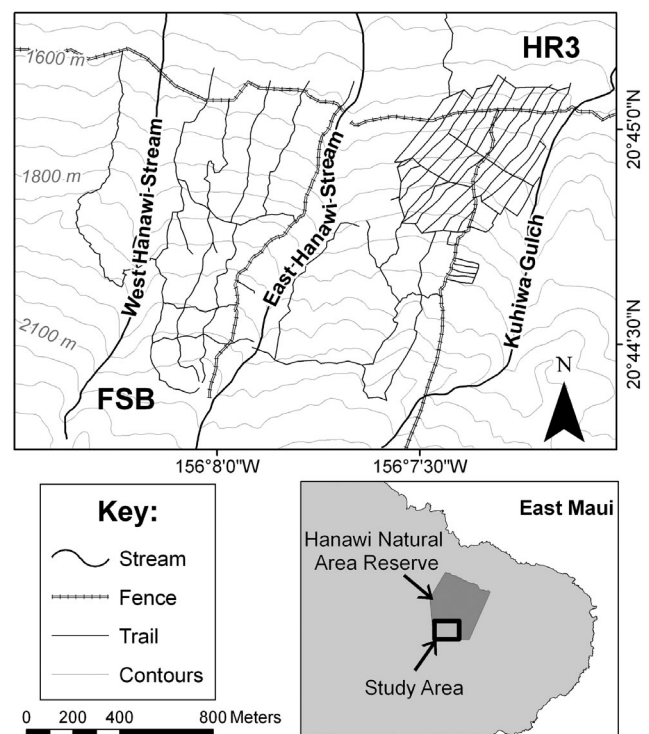 HR3
1600 m
1800 m
2100 m
West Hanawi Stream
East Hanawi Stream
Kuhiwa Gulch
FSB
N
20°45'0"N
20°44'30"N
156°8'0"W
156°7'30"W
Key:
Stream
Fence
Trail
Contours
0 200 400 800 Meters
East Maui
Hanawi Natural
Area Reserve
Study Area